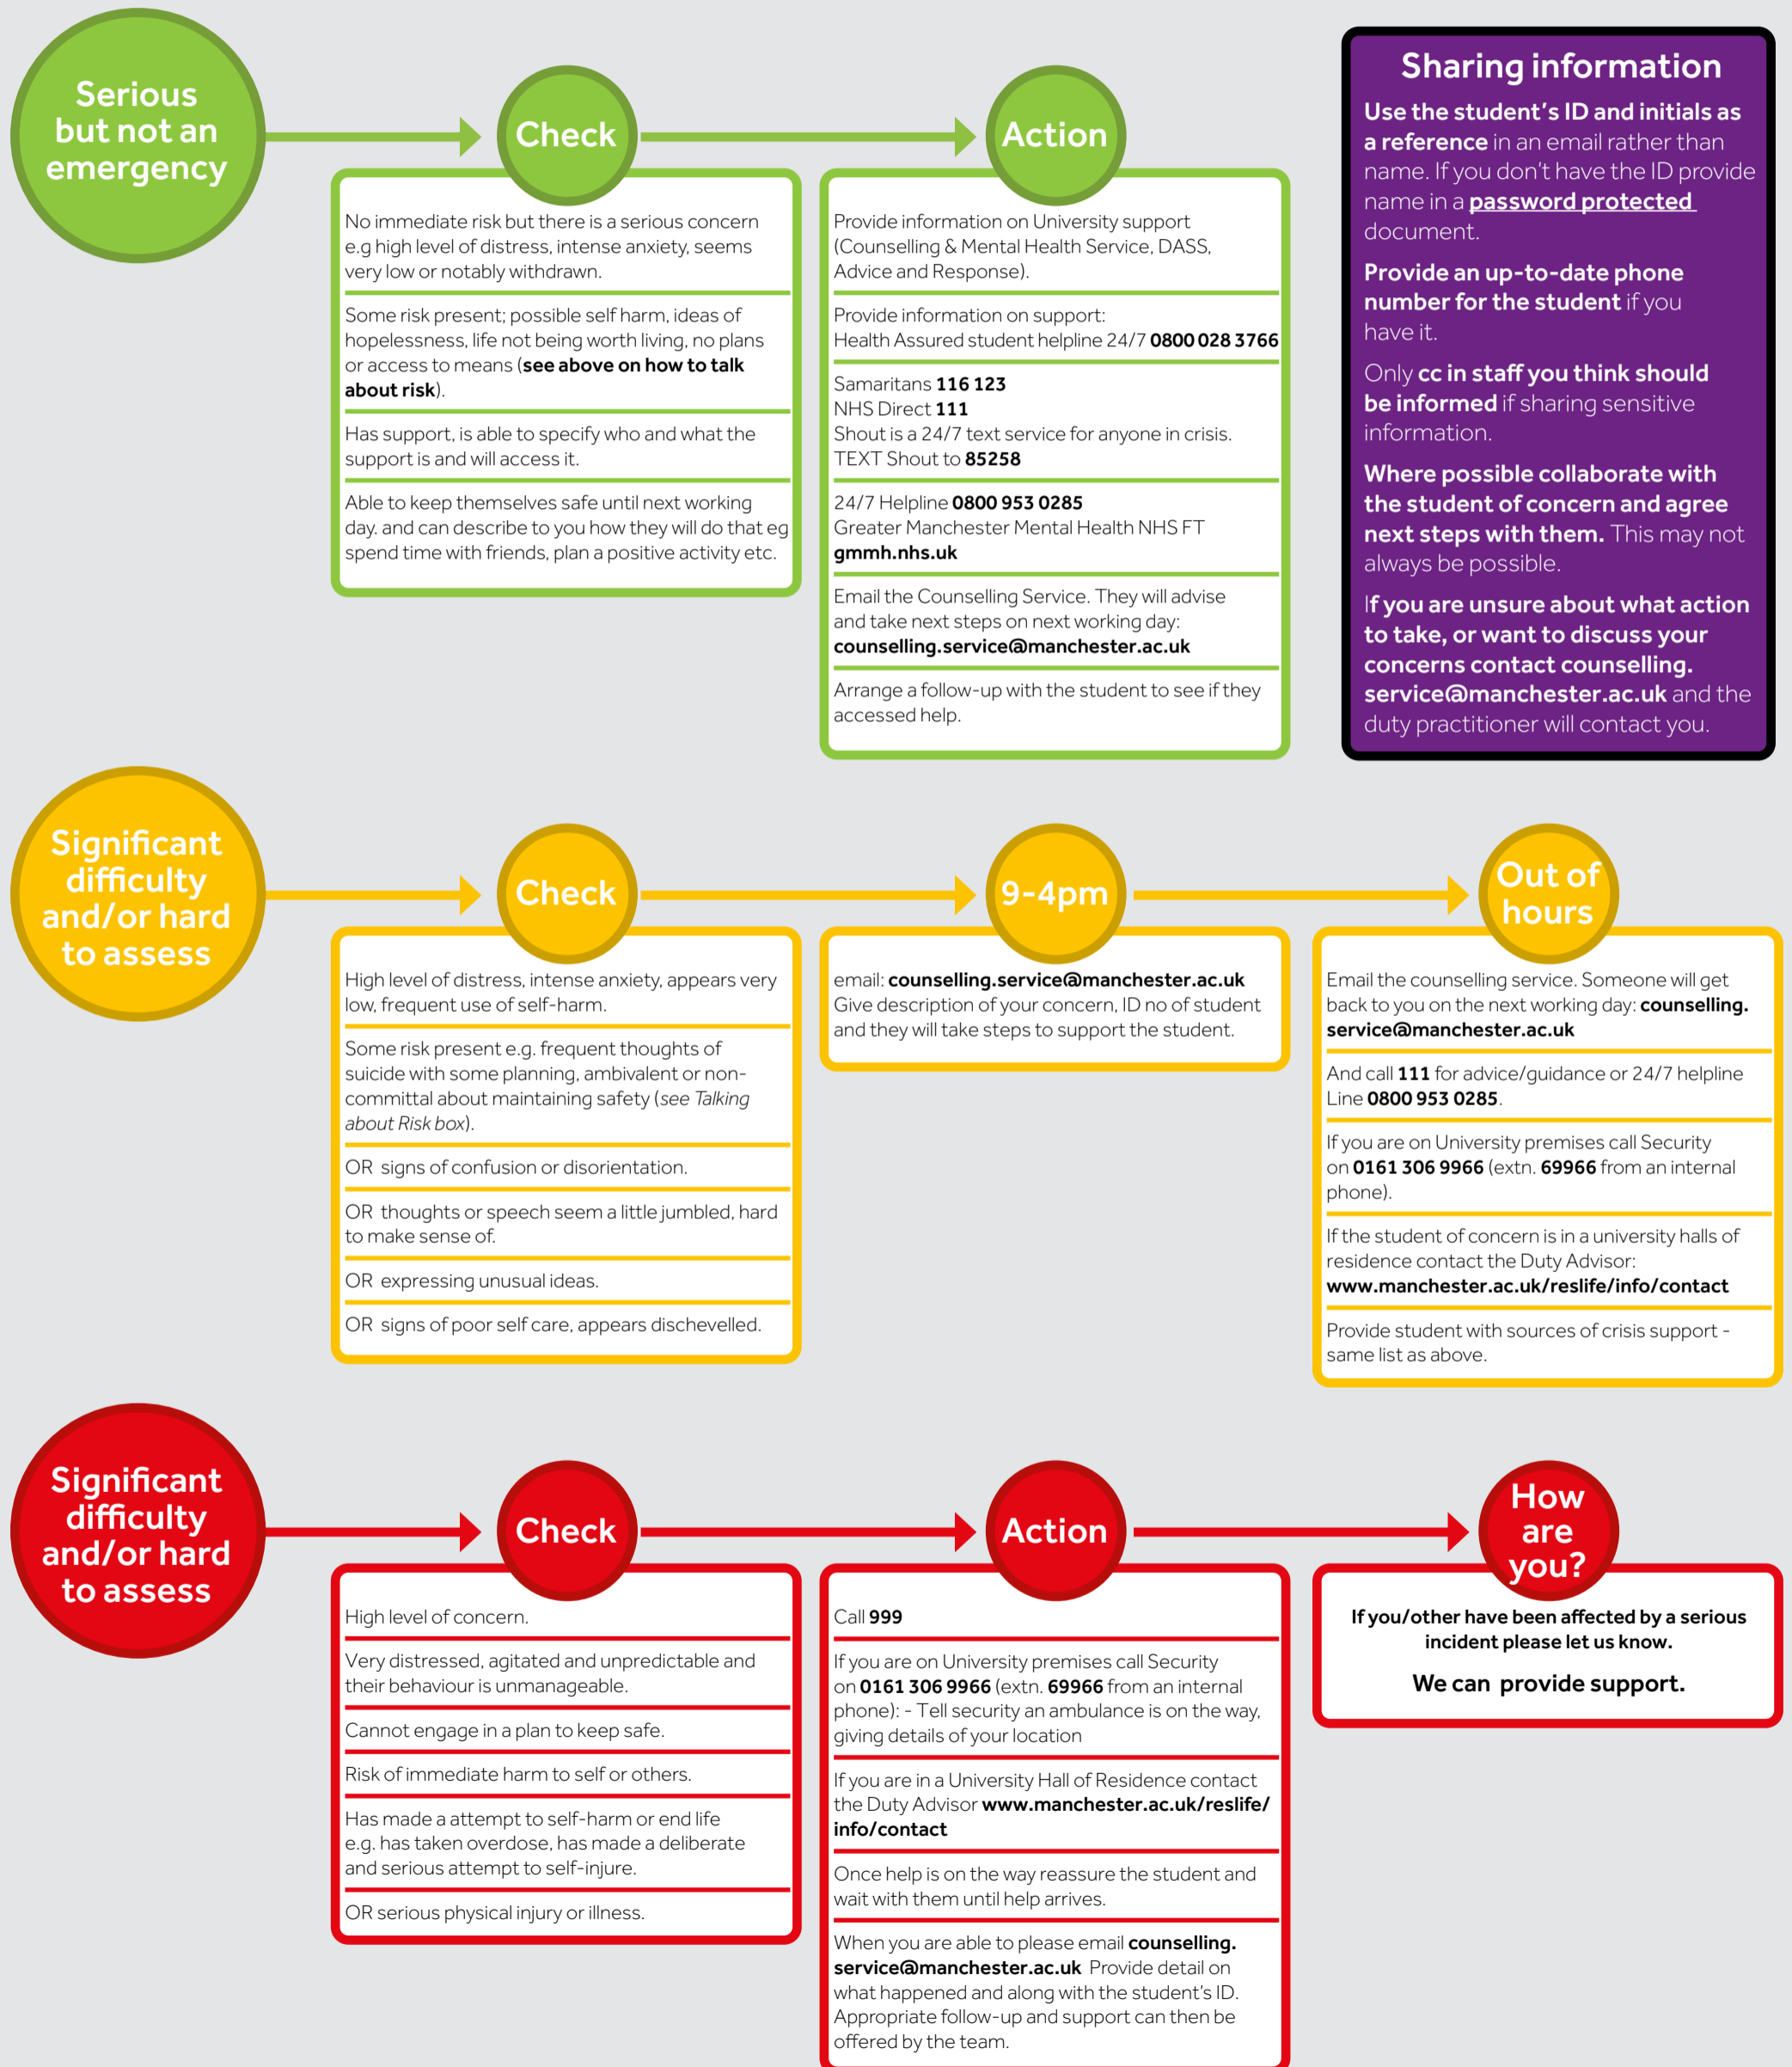 Serious
but not an
emergency
Check
No immediate risk but there is a serious concern
e.g high level of distress, intense anxiety, seems
very low or notably withdrawn.
Some risk present; possible self harm, ideas of
hopelessness, life not being worth living, no plans
or access to means (see above on how to talk
about risk).
Has support, is able to specify who and what the
support is and will access it.
Able to keep themselves safe until next working
day. and can describe to you how they will do that eg
spend time with friends, plan a positive activity etc.
Action
Provide information on University support
(Counselling & Mental Health Service, DASS,
Advice and Response).
Provide information on support:
Health Assured student helpline 24/7 0800 028 3766
Samaritans 116 123
NHS Direct 111
Shout is a 24/7 text service for anyone in crisis.
TEXT Shout to 85258
24/7 Helpline 0800 953 0285
Greater Manchester Mental Health NHS FT
gmmh.nhs.uk
Email the Counselling Service. They will advise
and take next steps on next working day:
counselling.service@manchester.ac.uk
Arrange a follow-up with the student to see if they
accessed help.
Sharing information
Use the student's ID and initials as
a reference in an email rather than
name. If you don't have the ID provide
name in a password protected
document.
Provide an up-to-date phone
number for the student if you
have it.
Only cc in staff you think should
be informed if sharing sensitive
information.
Where possible collaborate with
the student of concern and agree
next steps with them. This may not
always be possible.
If you are unsure about what action
to take, or want to discuss your
concerns contact counselling.
service@manchester.ac.uk and the
duty practitioner will contact you.
Significant
difficulty
and/or hard
to assess
Check
High level of distress, intense anxiety, appears very
low, frequent use of self-harm.
Some risk present e.g. frequent thoughts of
suicide with some planning, ambivalent or non-
committal about maintaining safety (see Talking
about Risk box).
OR signs of confusion or disorientation.
OR thoughts or speech seem a little jumbled, hard
to make sense of.
OR expressing unusual ideas.
OR signs of poor self care, appears dischevelled.
9-4pm
email: counselling.service@manchester.ac.uk
Give description of your concern, ID no of student
and they will take steps to support the student.
Out of
hours
Email the counselling service. Someone will get
back to you on the next working day: counselling.
service@manchester.ac.uk
And call 111 for advice/guidance or 24/7 helpline
Line 0800 953 0285.
If you are on University premises call Security
on 0161 306 9966 (extn. 69966 from an internal
phone).
If the student of concern is in a university halls of
residence contact the Duty Advisor:
www.manchester.ac.uk/reslife/info/contact
Provide student with sources of crisis support -
same list as above.
Significant
difficulty
and/or hard
to assess
Check
High level of concern.
Very distressed, agitated and unpredictable and
their behaviour is unmanageable.
Cannot engage in a plan to keep safe.
Risk of immediate harm to self or others.
Has made a attempt to self-harm or end life
e.g. has taken overdose, has made a deliberate
and serious attempt to self-injure.
OR serious physical injury or illness.
Action
Call 999
If you are on University premises call Security
on 0161 306 9966 (extn. 69966 from an internal
phone): - Tell security an ambulance is on the way,
giving details of your location
If you are in a University Hall of Residence contact
the Duty Advisor www.manchester.ac.uk/reslife/
info/contact
Once help is on the way reassure the student and
wait with them until help arrives.
When you are able to please email counselling.
service@manchester.ac.uk Provide detail on
what happened and along with the student's ID.
Appropriate follow-up and support can then be
offered by the team.
How
are
you?
If you/other have been affected by a serious
incident please let us know.
We can provide support.